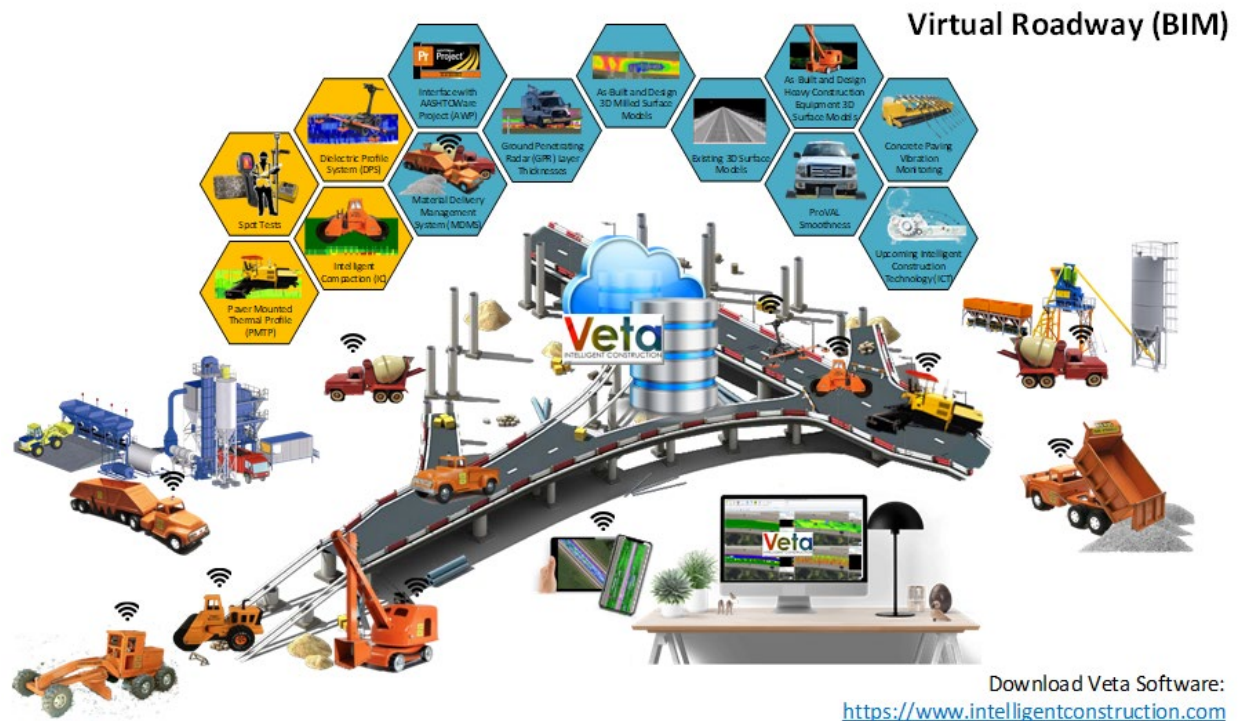 Virtual Roadway (BIM)
Pr Project
Interface with
AASHTOWare
Project (AWP)
As-Built and Design
3D Milled Surface
Models
As-Built and Design
Heavy Construction
Equipment 3D
Surface Models
Dielectric Profile
System (DPS)
Ground Penetrating
Radar (GPR) Layer
Thicknesses
Existing 3D Surface
Models
Concrete Paving
Vibration
Monitoring
Spot Tests
Material Delivery
Management
System (MDMS)
ProVAL
Smoothness
Intelligent
Compaction (IC)
Upcoming Intelligent
Construction
Technology (ICT)
Paver Mounted
Thermal Profile
(PMTP)
Veta
INTELLIGENT CONSTRUCTION
Veta
Download Veta Software:
https://www.intelligentconstruction.com